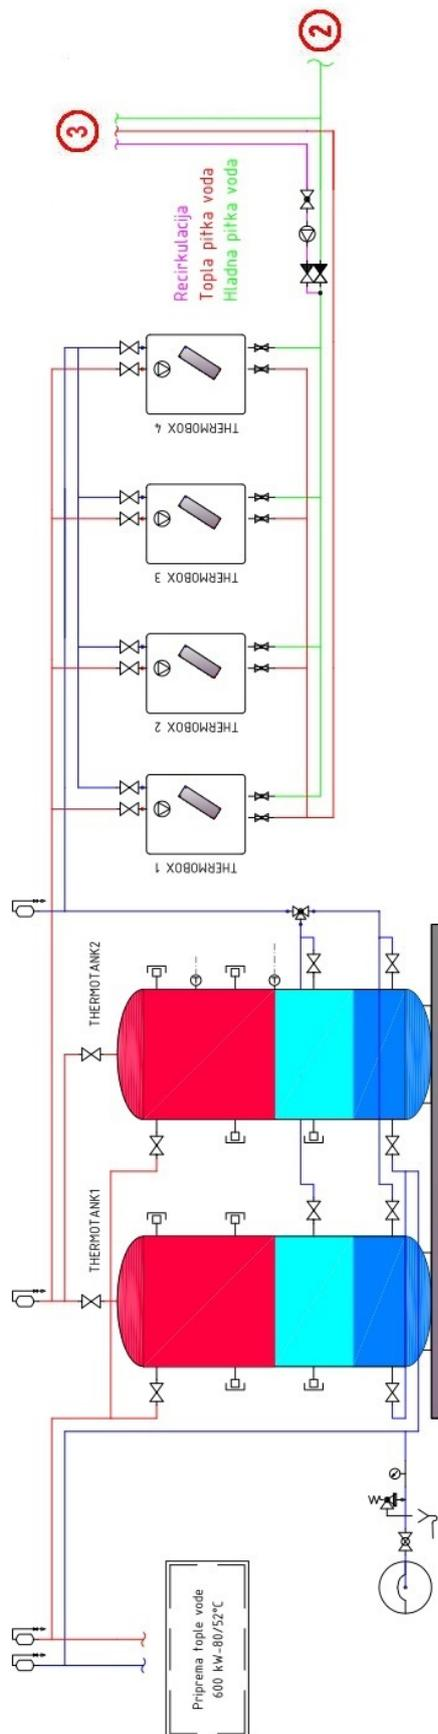 2
3
Recirkulacija
Topla pitka voda
Hladna pitka voda
THERMOBOX 4
THERMOBOX 3
THERMOBOX 2
THERMOBOX 1
THERMOTANK2
THERMOTANK1
Priprema tople vode
600 kW-80/52°C